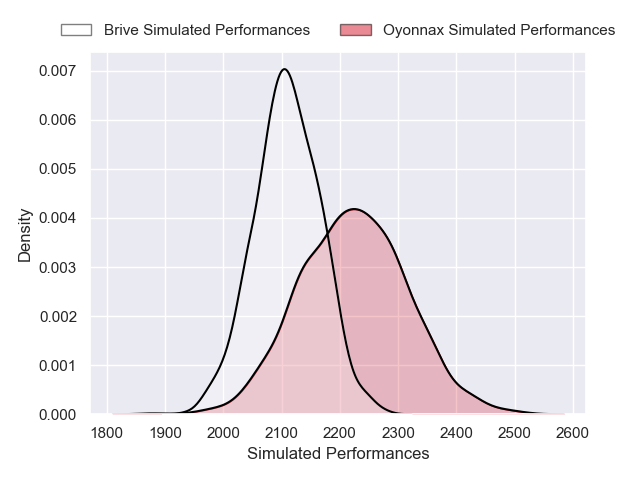 Brive Simulated Performances Oyonnax Simulated Performances
0.007
0.006
0.005
0.004
0.003
0.002
0.001
0.000
Density
1800 1900 2000 2100 2200 2300 2400 2500 2600
Simulated Performances